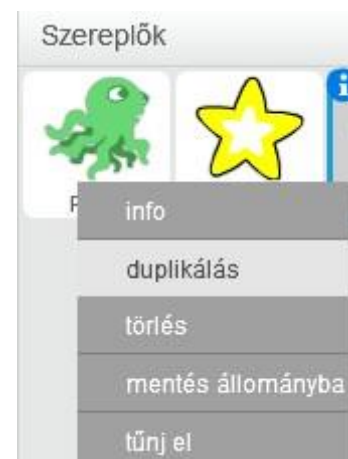 Szereplők
info
duplikálás
törlés
mentés állományba
tűnj el